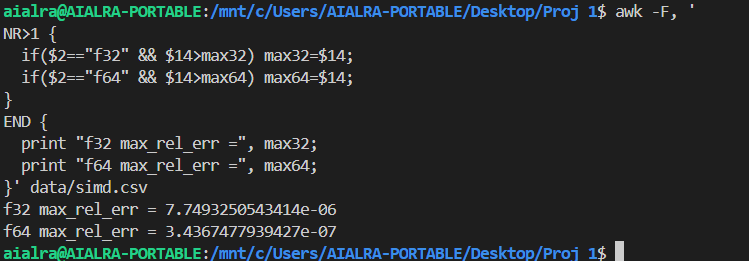 aialra@AIALRA-PORTABLE:/mnt/c/Users/AIALRA-PORTABLE/Desktop/Proj 1$ awk -F, '
NR>1 {
  if($2=="f32" && $14>max32) max32=$14;
  if($2=="f64" && $14>max64) max64=$14;
}
END {
  print "f32 max_rel_err =", max32;
  print "f64 max_rel_err =", max64;
}' data/simd.csv
f32 max_rel_err = 7.7493250543414e-06
f64 max_rel_err = 3.4367477939427e-07
aialra@AIALRA-PORTABLE:/mnt/c/Users/AIALRA-PORTABLE/Desktop/Proj 1$